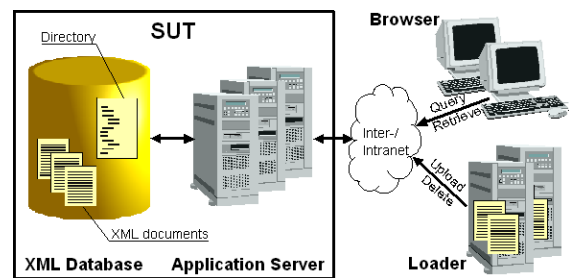 SUT
Directory
XML documents
XML Database
Application Server
Inter-/
Intranet
Browser
Query
Retrieve
Upload
Delete
Loader